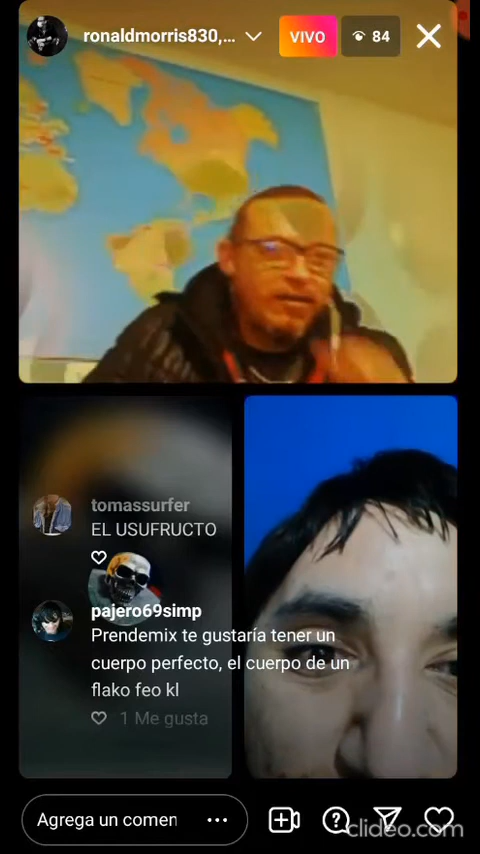 ronaldmorris830,...
VIVO
84
tomassurfer
EL USUFRUCTO
pajero69simp
Prendemix te gustaría tener un
cuerpo perfecto, el cuerpo de un
flako feo kl
1 Me gusta
Agrega un comen
clideo.com